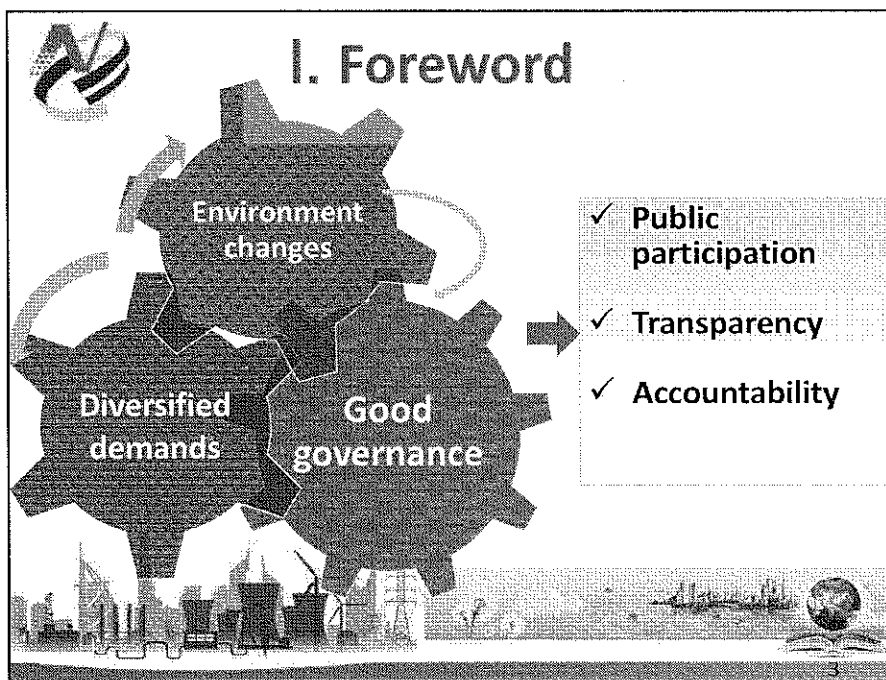 I. Foreword
Environment
changes
Diversified
demands
Good
governance
✓ Public
participation
✓ Transparency
✓ Accountability
3